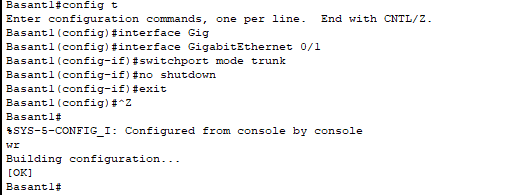 Basant1#config t
Enter configuration commands, one per line.  End with CNTL/Z.
Basant1(config)#interface Gig
Basant1(config)#interface GigabitEthernet 0/1
Basant1(config-if)#switchport mode trunk
Basant1(config-if)#no shutdown
Basant1(config-if)#exit
Basant1(config)#^Z
Basant1#
%SYS-5-CONFIG_I: Configured from console by console
wr
Building configuration...
[OK]
Basant1#